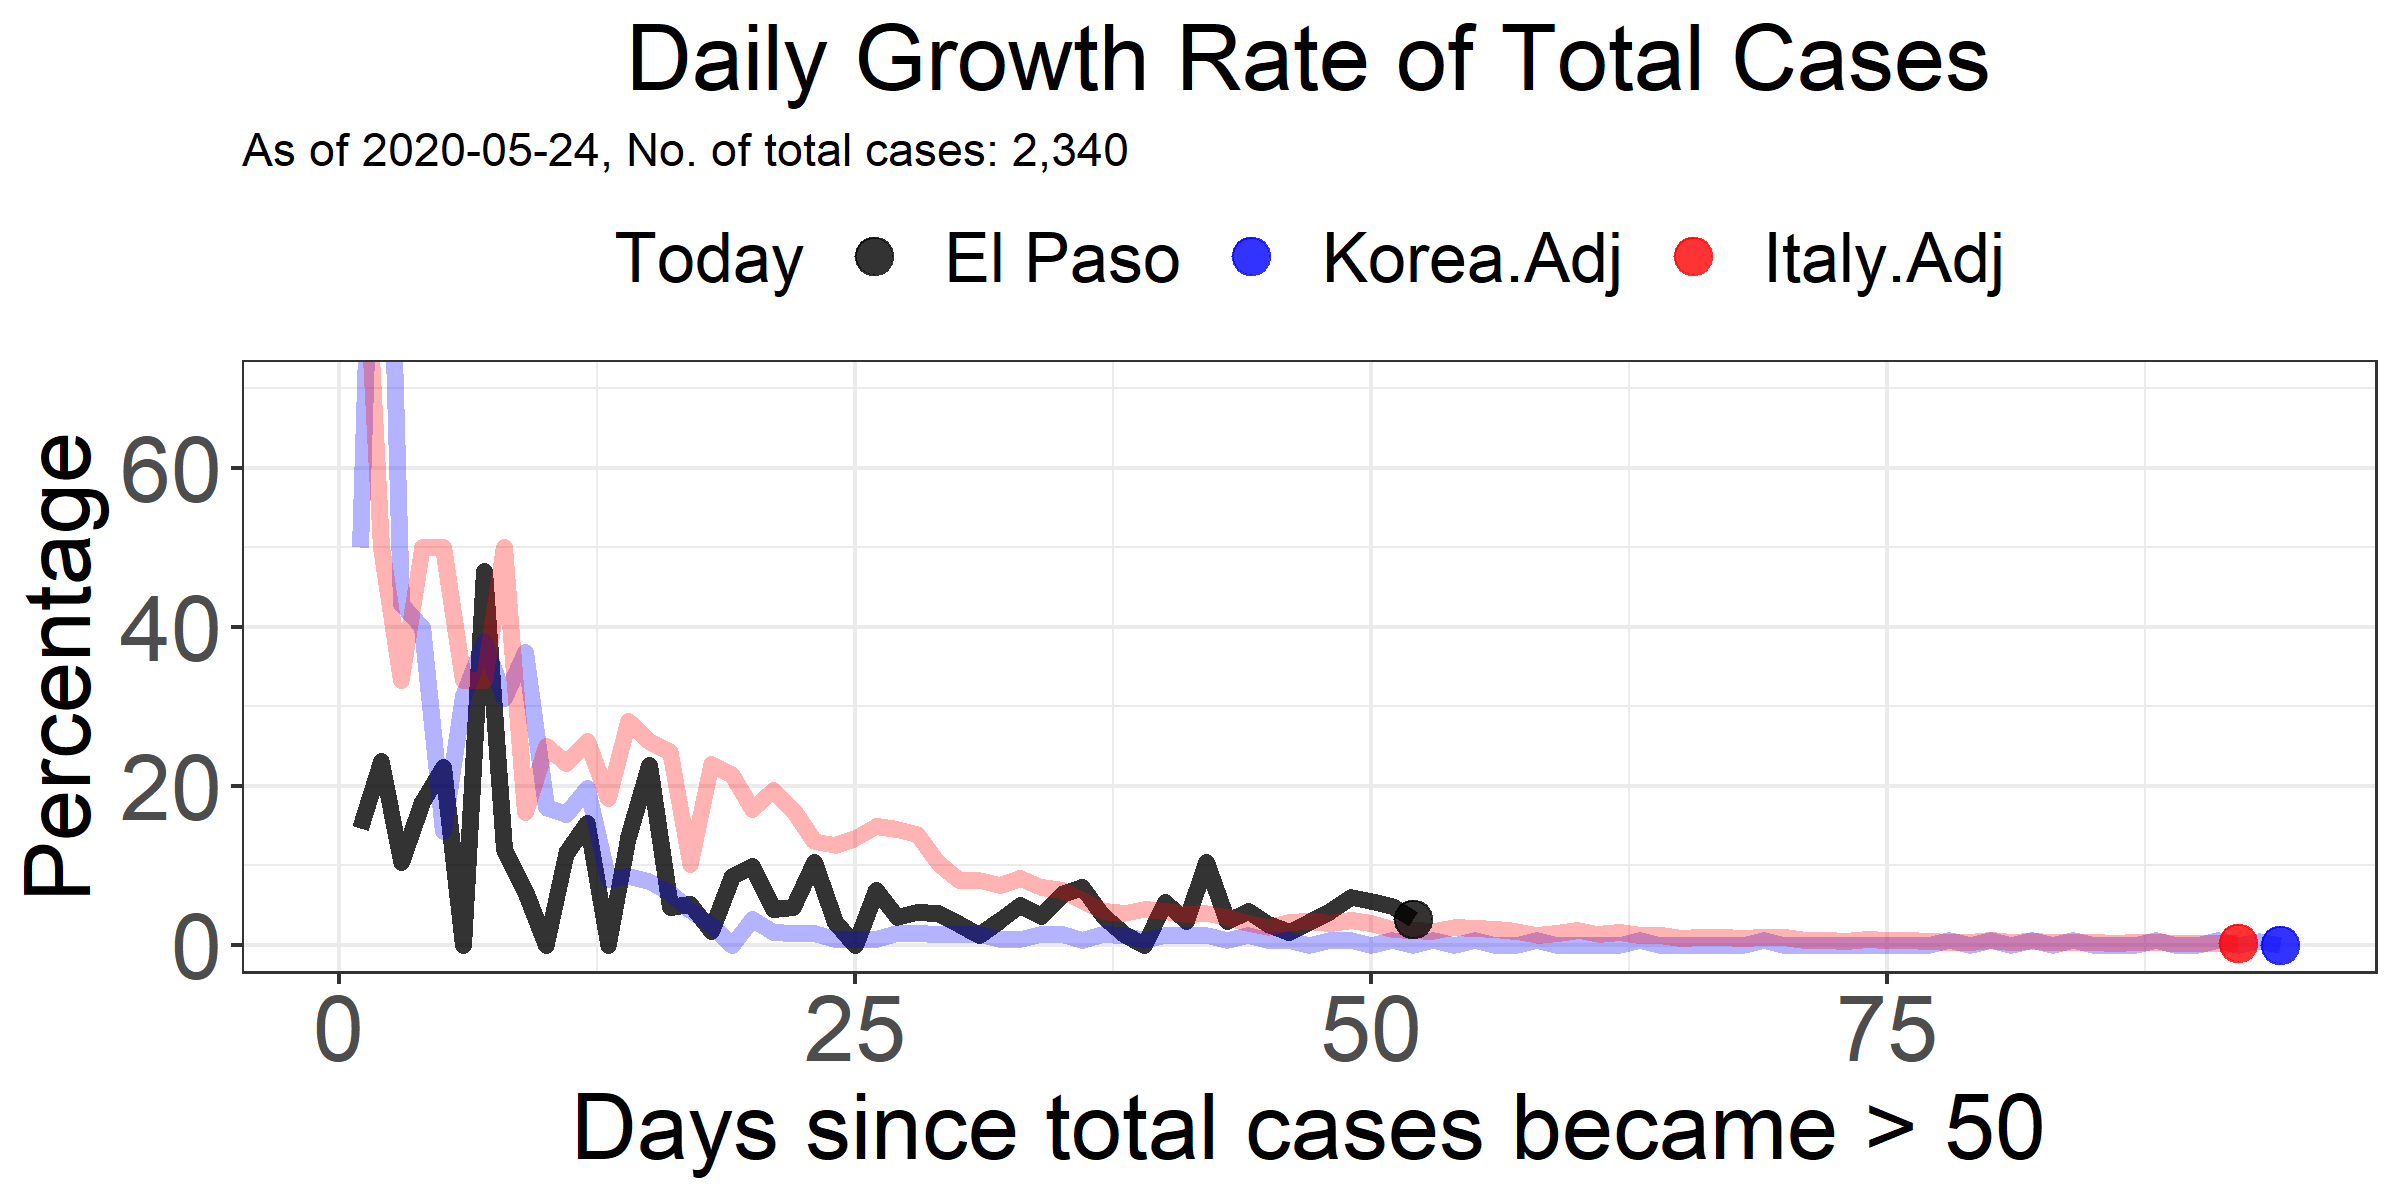 Daily Growth Rate of Total Cases
As of 2020-05-24, No. of total cases: 2,340
Today El Paso Korea.Adj Italy.Adj
Percentage
60
40
20
0
0 25 50 75
Days since total cases became > 50